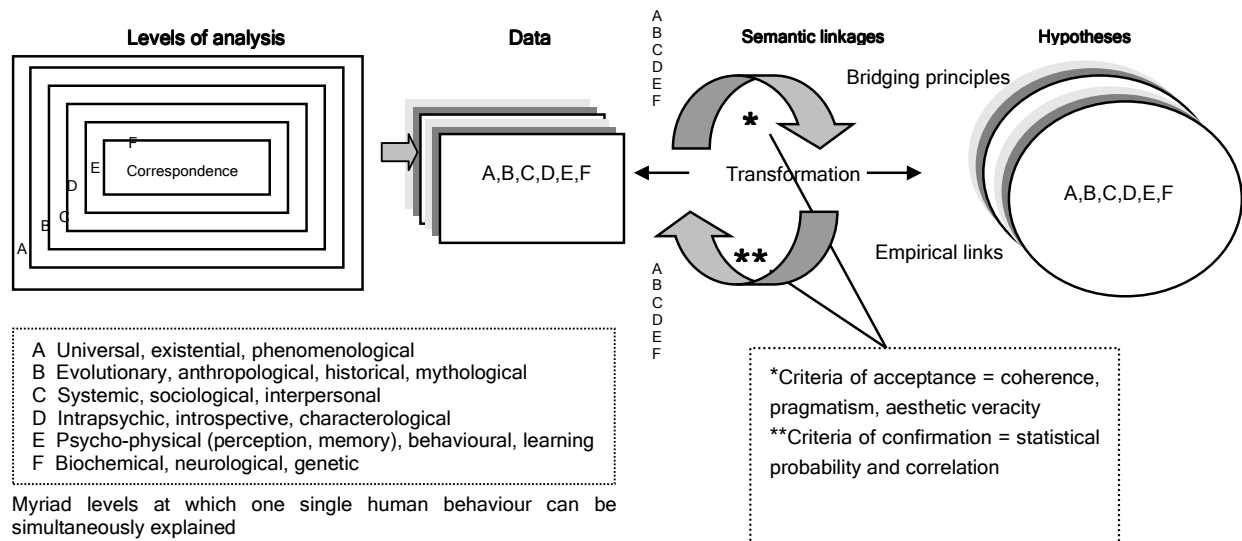 Levels of analysis
Data
Semantic linkages
Hypotheses
A
B
C
D
E
F
Bridging principles
F
E
Correspondence
D
C
B
A
A,B,C,D,E,F
*
Transformation
A,B,C,D,E,F
**
Empirical links
A
B
C
D
E
F
A Universal, existential, phenomenological
B Evolutionary, anthropological, historical, mythological
C Systemic, sociological, interpersonal
D Intrapsychic, introspective, characterological
E Psycho-physical (perception, memory), behavioural, learning
F Biochemical, neurological, genetic
Myriad levels at which one single human behaviour can be
simultaneously explained
*Criteria of acceptance = coherence,
pragmatism, aesthetic veracity
**Criteria of confirmation = statistical
probability and correlation